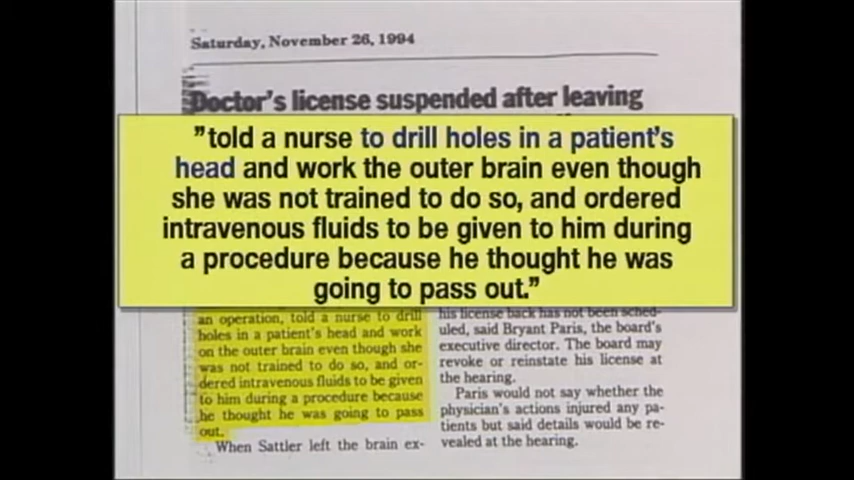 Saturday, November 26, 1994
Doctor's license suspended after leaving
"told a nurse to drill holes in a patient's
head and work the outer brain even though
she was not trained to do so, and ordered
intravenous fluids to be given to him during
a procedure because he thought he was
going to pass out."
an operation, told a nurse to drill
holes in a patient's head and work
on the outer brain even though she
was not trained to do so, and or-
dered intravenous fluids to be given
to him during a procedure because
he thought he was going to pass
out.
When Sattler left the brain ex-
his license back has not been sched-
uled, said Bryant Paris, the board's
executive director. The board may
revoke or reinstate his license at
the hearing.
Paris would not say whether the
physician's actions injured any pa-
tients but said details would be re-
vealed at the hearing.